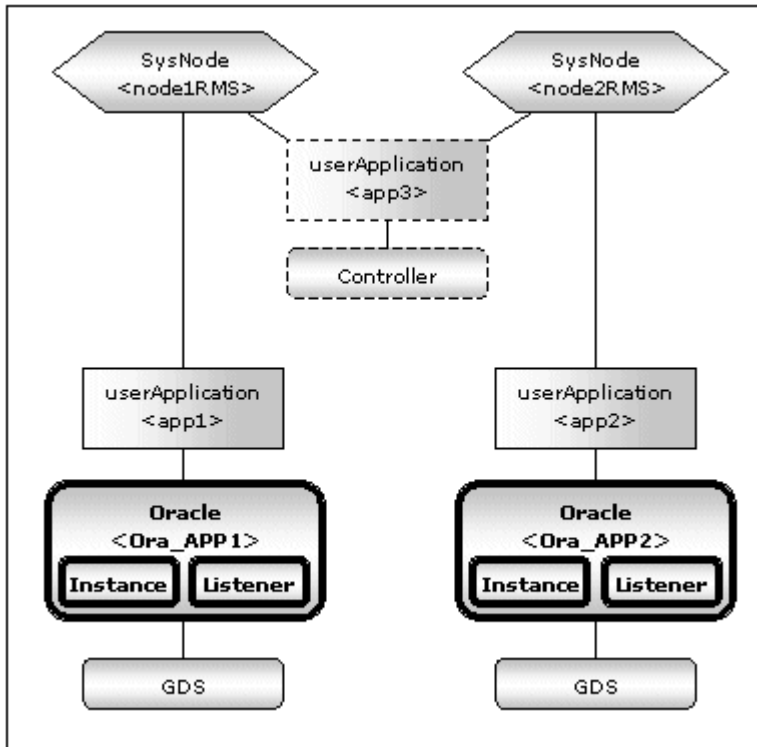 SysNode
<node1RMS>
SysNode
<node2RMS>
userApplication
<app3>
Controller
userApplication
<app1>
userApplication
<app2>
Oracle
<Ora_APP1>
Instance
Listener
Oracle
<Ora_APP2>
Instance
Listener
GDS
GDS